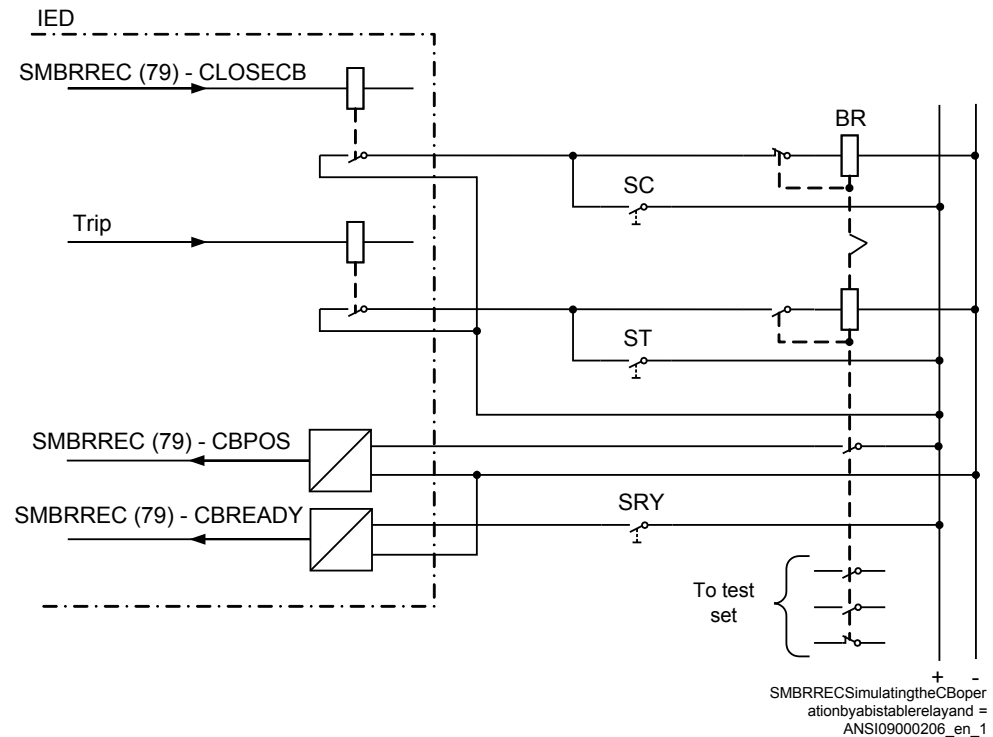 IED
SMBRREC (79) - CLOSECB
BR
SC
Trip
ST
SMBRREC (79) - CBPOS
SMBRREC (79) - CBREADY
SRY
To test
set
+ -
SMBRRECSimulatingtheCBoper
ationbyabistablerelayand =
ANSI09000206_en_1